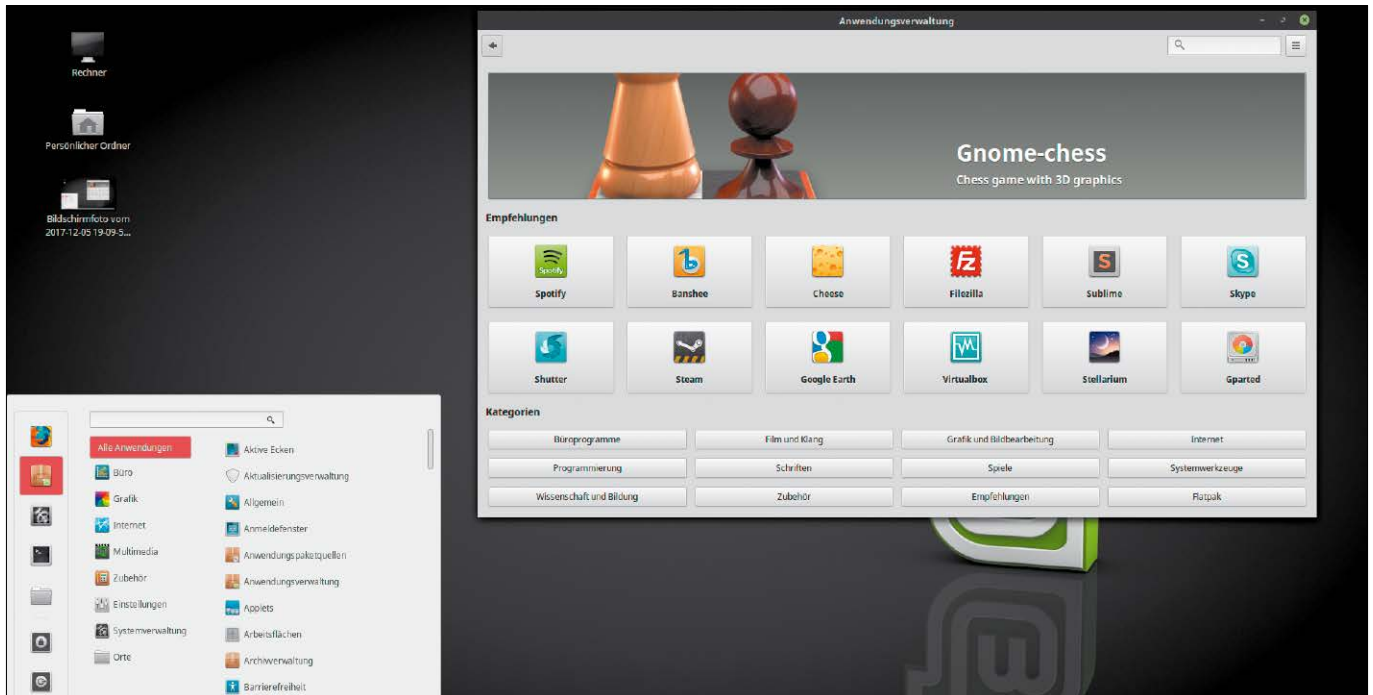 Rechner
Persönlicher Ordner
Bildschirmfoto vom
2017-12-05 19-09-5...
Anwendungsverwaltung
Gnome-chess
Chess game with 3D graphics
Empfehlungen
Spotify
Spotify
Banshee
Cheese
Filezilla
Sublime
Skype
Shutter
Steam
Google Earth
Virtualbox
Stellarium
Gparted
Kategorien
Büroprogramme
Film und Klang
Grafik und Bildbearbeitung
Internet
Programmierung
Schriften
Spiele
Systemwerkzeuge
Wissenschaft und Bildung
Zubehör
Empfehlungen
Flatpak
Alle Anwendungen
Büro
Grafik
Internet
Multimedia
Zubehör
Einstellungen
Systemverwaltung
Orte
Aktive Ecken
Aktualisierungsverwaltung
Allgemein
Anmeldefenster
Anwendungspaketquellen
Anwendungsverwaltung
Applets
Arbeitsflächen
Archivverwaltung
Barrierefreiheit